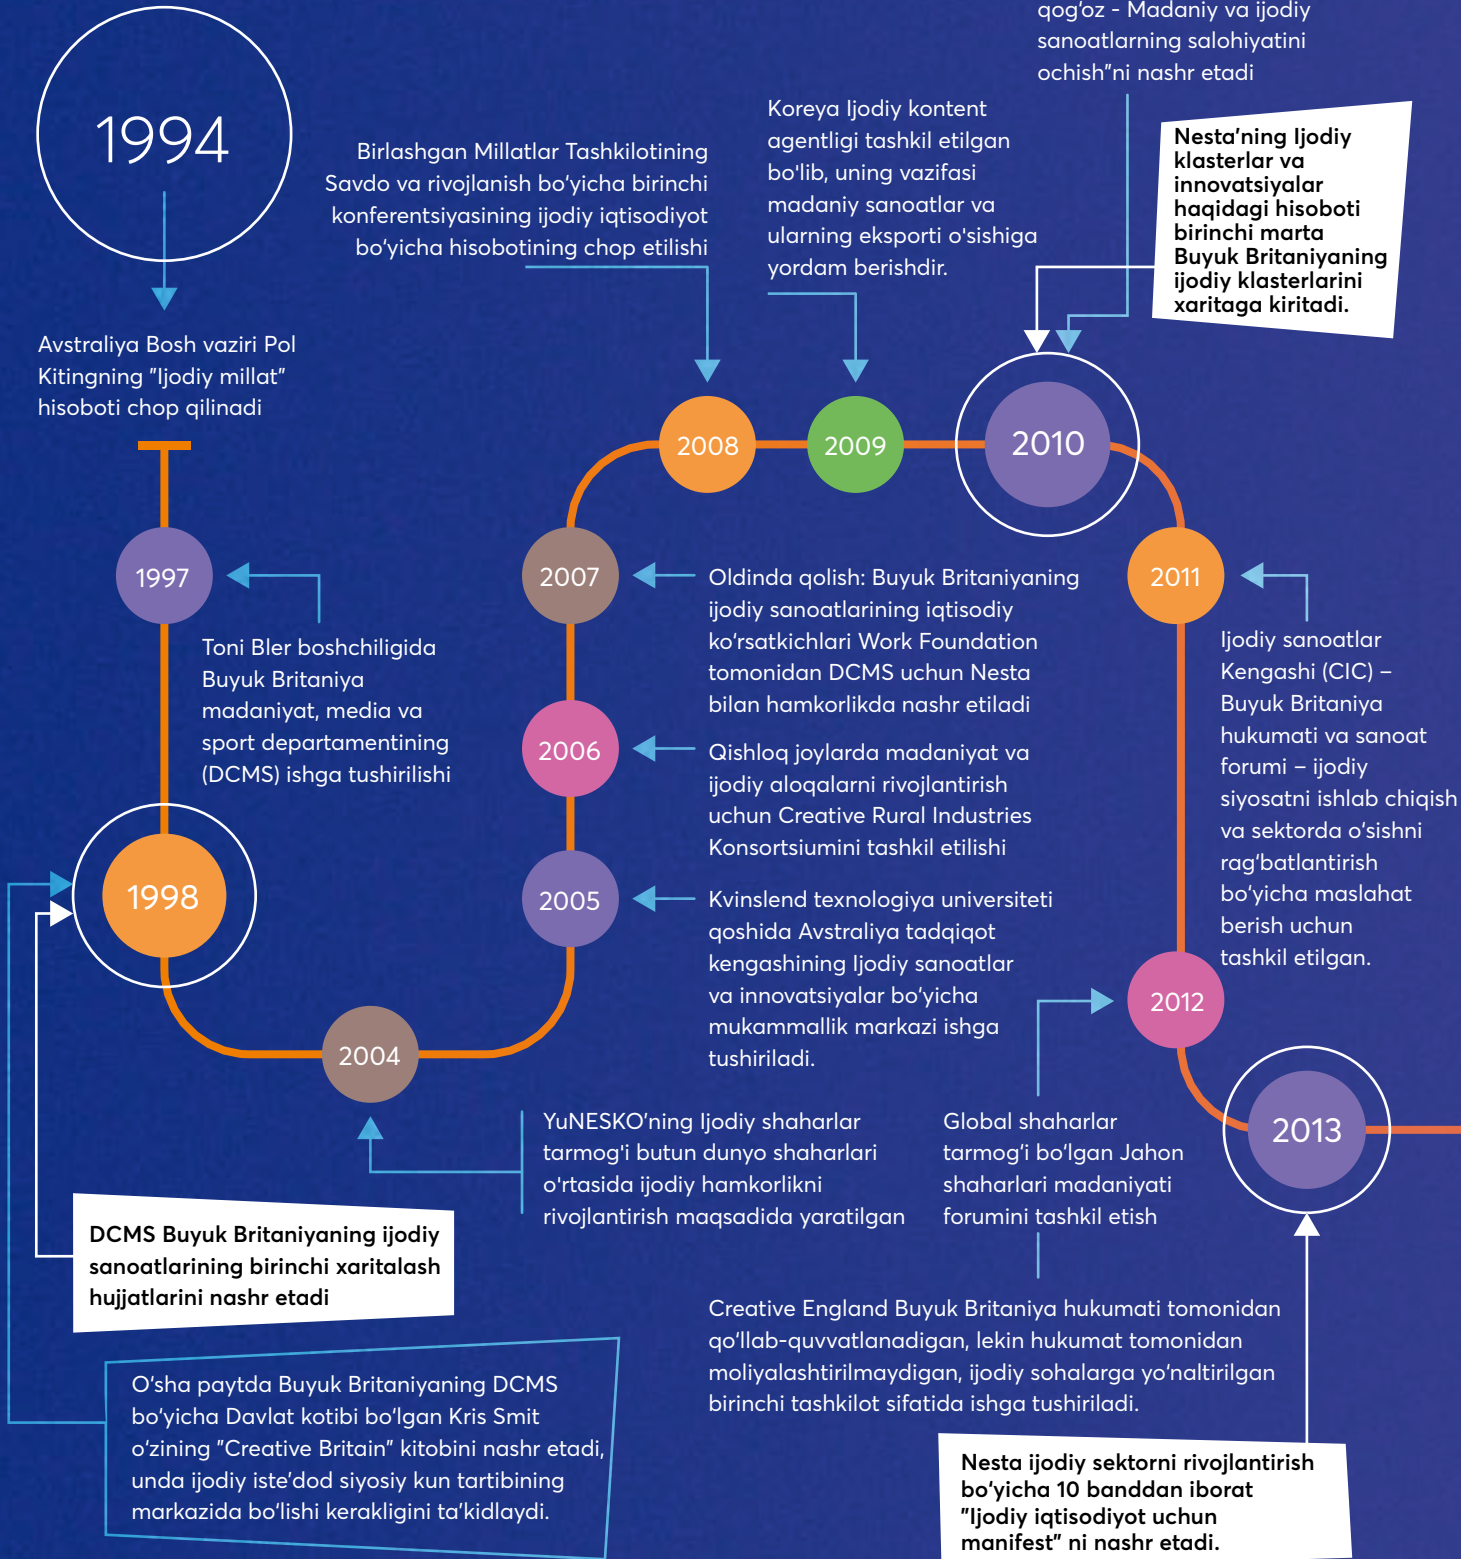 1994
Avstraliya Bosh vaziri Pol
Kitingning "Ijodiy millat"
hisoboti chop qilinadi
1997
Toni Bler boshchiligida
Buyuk Britaniya
madaniyat, media va
sport departamentining
(DCMS) ishga tushirilishi
1998
DCMS Buyuk Britaniyaning ijodiy
sanoatlarining birinchi xaritalash
hujjatlarini nashr etadi
O'sha paytda Buyuk Britaniyaning DCMS
bo'yicha Davlat kotibi bo'lgan Kris Smit
o'zining "Creative Britain" kitobini nashr etadi,
unda ijodiy iste'dod siyosiy kun tartibining
markazida bo'lishi kerakligini ta'kidlaydi.
2004
YuNESKO'ning Ijodiy shaharlar
tarmog'i butun dunyo shaharlari
o'rtasida ijodiy hamkorlikni
rivojlantirish maqsadida yaratilgan
2005
Kvinslend texnologiya universiteti
qoshida Avstraliya tadqiqot
kengashining Ijodiy sanoatlar
va innovatsiyalar bo'yicha
mukammallik markazi ishga
tushiriladi.
2006
Qishloq joylarda madaniyat va
ijodiy aloqalarni rivojlantirish
uchun Creative Rural Industries
Konsortsiumini tashkil etilishi
2007
Oldinda qolish: Buyuk Britaniyaning
ijodiy sanoatlarining iqtisodiy
ko'rsatkichlari Work Foundation
tomonidan DCMS uchun Nesta
bilan hamkorlikda nashr etiladi
2008
Birlashgan Millatlar Tashkilotining
Savdo va rivojlanish bo'yicha birinchi
konferentsiyasining ijodiy iqtisodiyot
bo'yicha hisobotining chop etilishi
2009
Koreya Ijodiy kontent
agentligi tashkil etilgan
bo'lib, uning vazifasi
madaniy sanoatlar va
ularning eksporti o'sishiga
yordam berishdir.
2010
qog'oz - Madaniy va ijodiy
sanoatlarning salohiyatini
ochish"ni nashr etadi
Nesta'ning Ijodiy
klasterlar va
innovatsiyalar
haqidagi hisoboti
birinchi marta
Buyuk Britaniyaning
ijodiy klasterlarini
xaritaga kiritadi.
2011
Ijodiy sanoatlar
Kengashi (CIC) –
Buyuk Britaniya
hukumati va sanoat
forumi – ijodiy
siyosatni ishlab chiqish
va sektorda o'sishni
rag'batlantirish
bo'yicha maslahat
berish uchun
tashkil etilgan.
2012
Global shaharlar
tarmog'i bo'lgan Jahon
shaharlari madaniyati
forumini tashkil etish
Creative England Buyuk Britaniya hukumati tomonidan
qo'llab-quvvatlanadigan, lekin hukumat tomonidan
moliyalashtirilmaydigan, ijodiy sohalarga yo'naltirilgan
birinchi tashkilot sifatida ishga tushiriladi.
2013
Nesta ijodiy sektorni rivojlantirish
bo'yicha 10 banddan iborat
"Ijodiy iqtisodiyot uchun
manifest" ni nashr etadi.